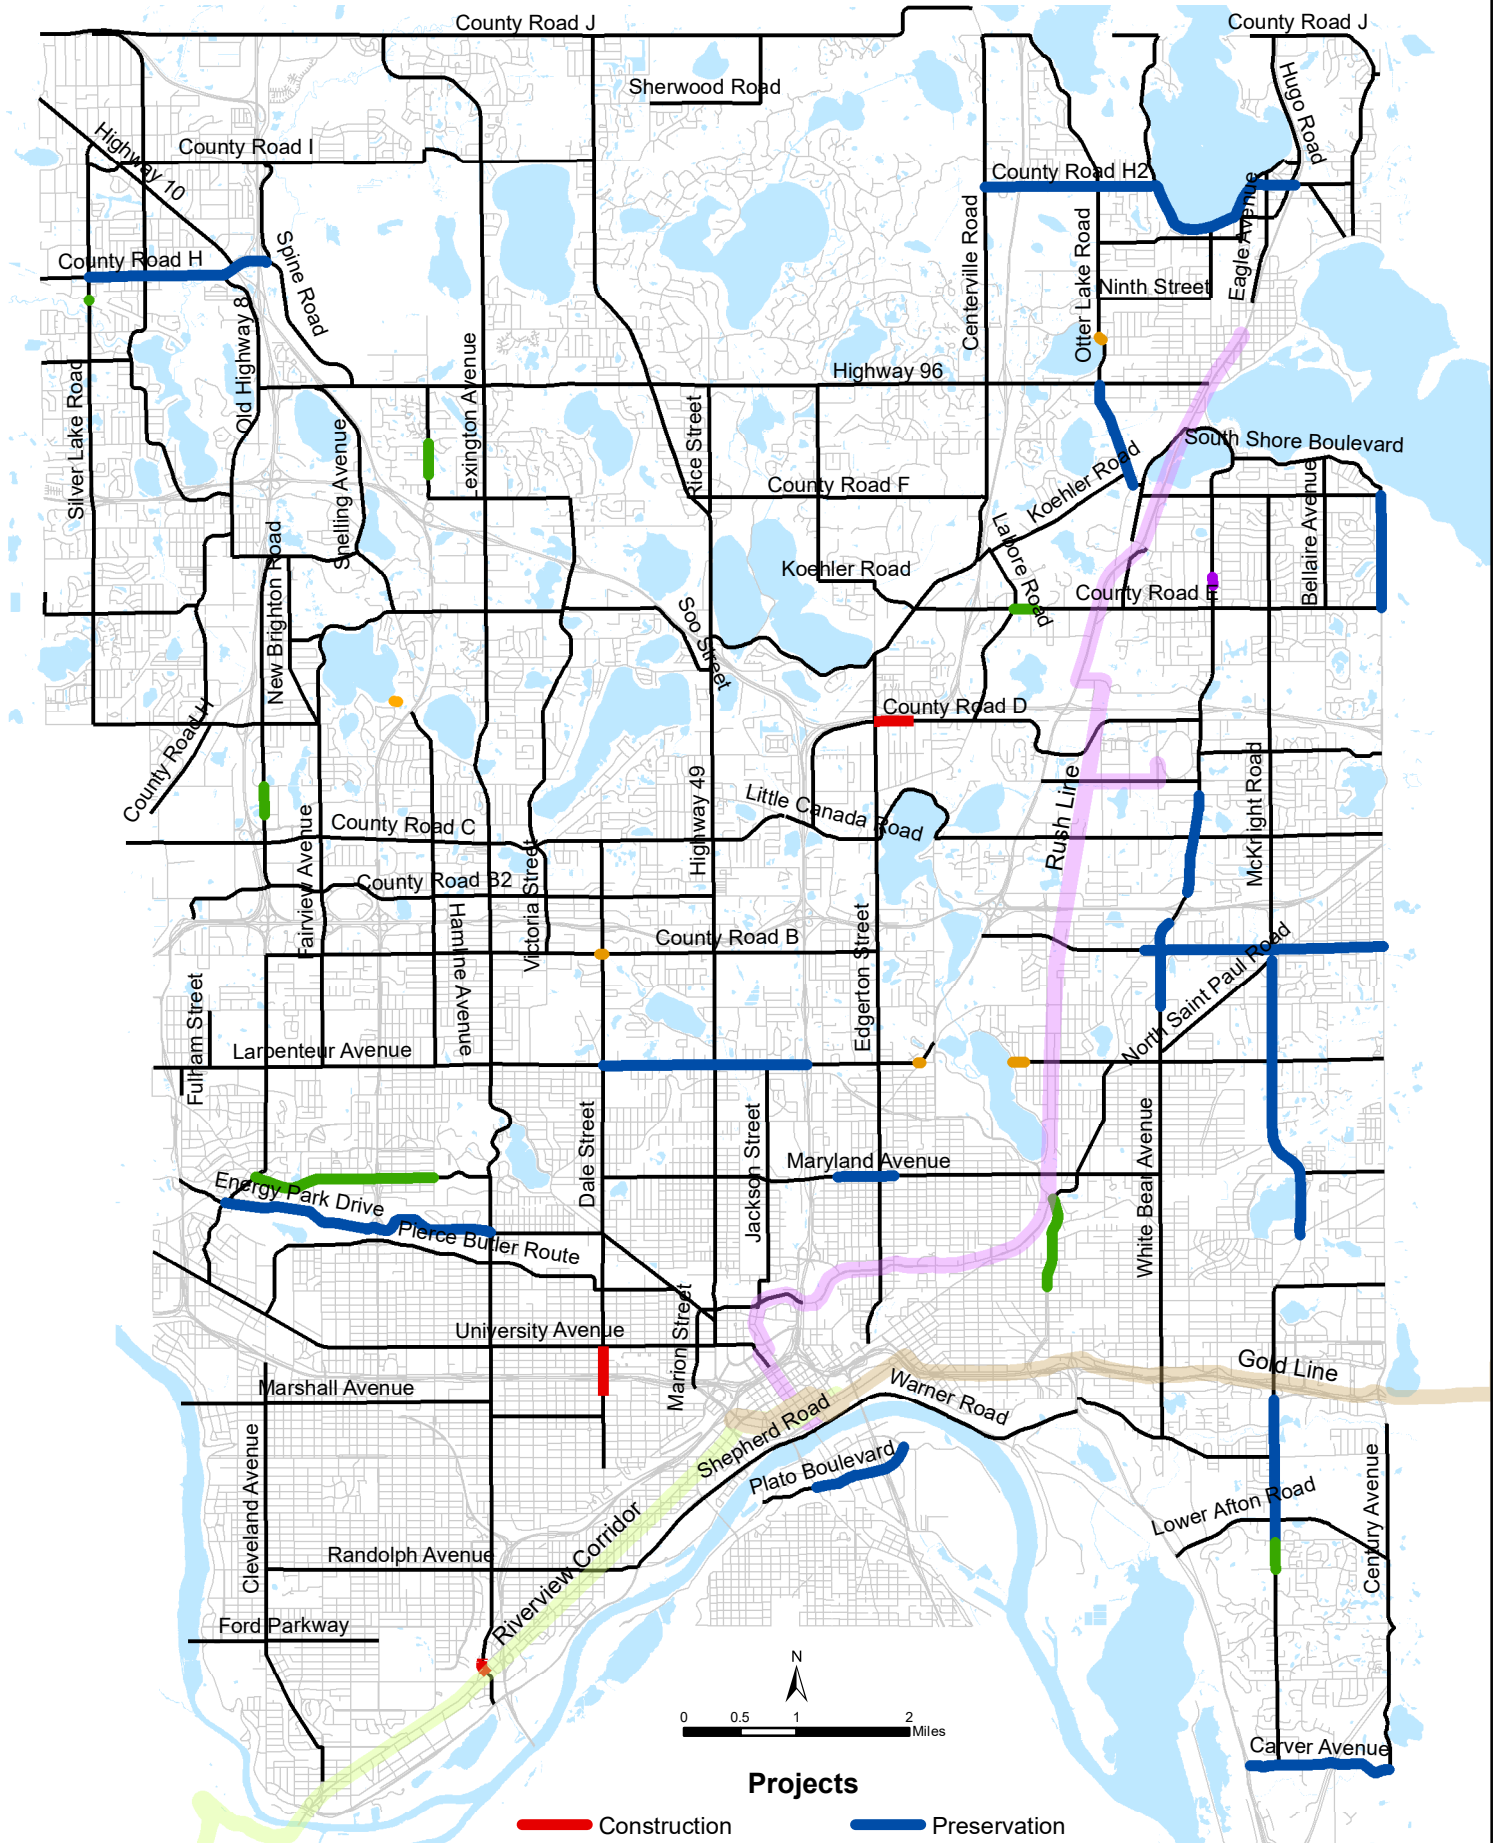 County Road J
County Road J
Sherwood Road
Hugo Road
Highway 10
County Road I
County Road H2
Eagle Avenue
Centerville Road
Otter Lake Road
Spine Road
County Road H
Ninth Street
Old Highway 8
Silver Lake Road
Lexington Avenue
Highway 96
Rice Street
Snelling Avenue
South Shore Boulevard
Koehler Road
County Road F
Bellaire Avenue
Labore Road
New Brighton Road
Koehler Road
County Road E
Soo Street
County Road H
County Road D
Highway 49
Little Canada Road
Rush Line
McKnight Road
Fairview Avenue
County Road C
Victoria Street
County Road B2
Hamline Avenue
County Road B
Edgerton Street
North Saint Paul Road
Fulham Street
Larpenteur Avenue
Dale Street
Jackson Street
White Bear Avenue
Maryland Avenue
Energy Park Drive
Pierce Butler Route
Marion Street
University Avenue
Gold Line
Marshall Avenue
Warner Road
Shepherd Road
Plato Boulevard
Cleveland Avenue
Lower Afton Road
Century Avenue
Riverview Corridor
Randolph Avenue
Ford Parkway
N
0 0.5 1 2
Miles
Carver Avenue
Projects
Construction Preservation